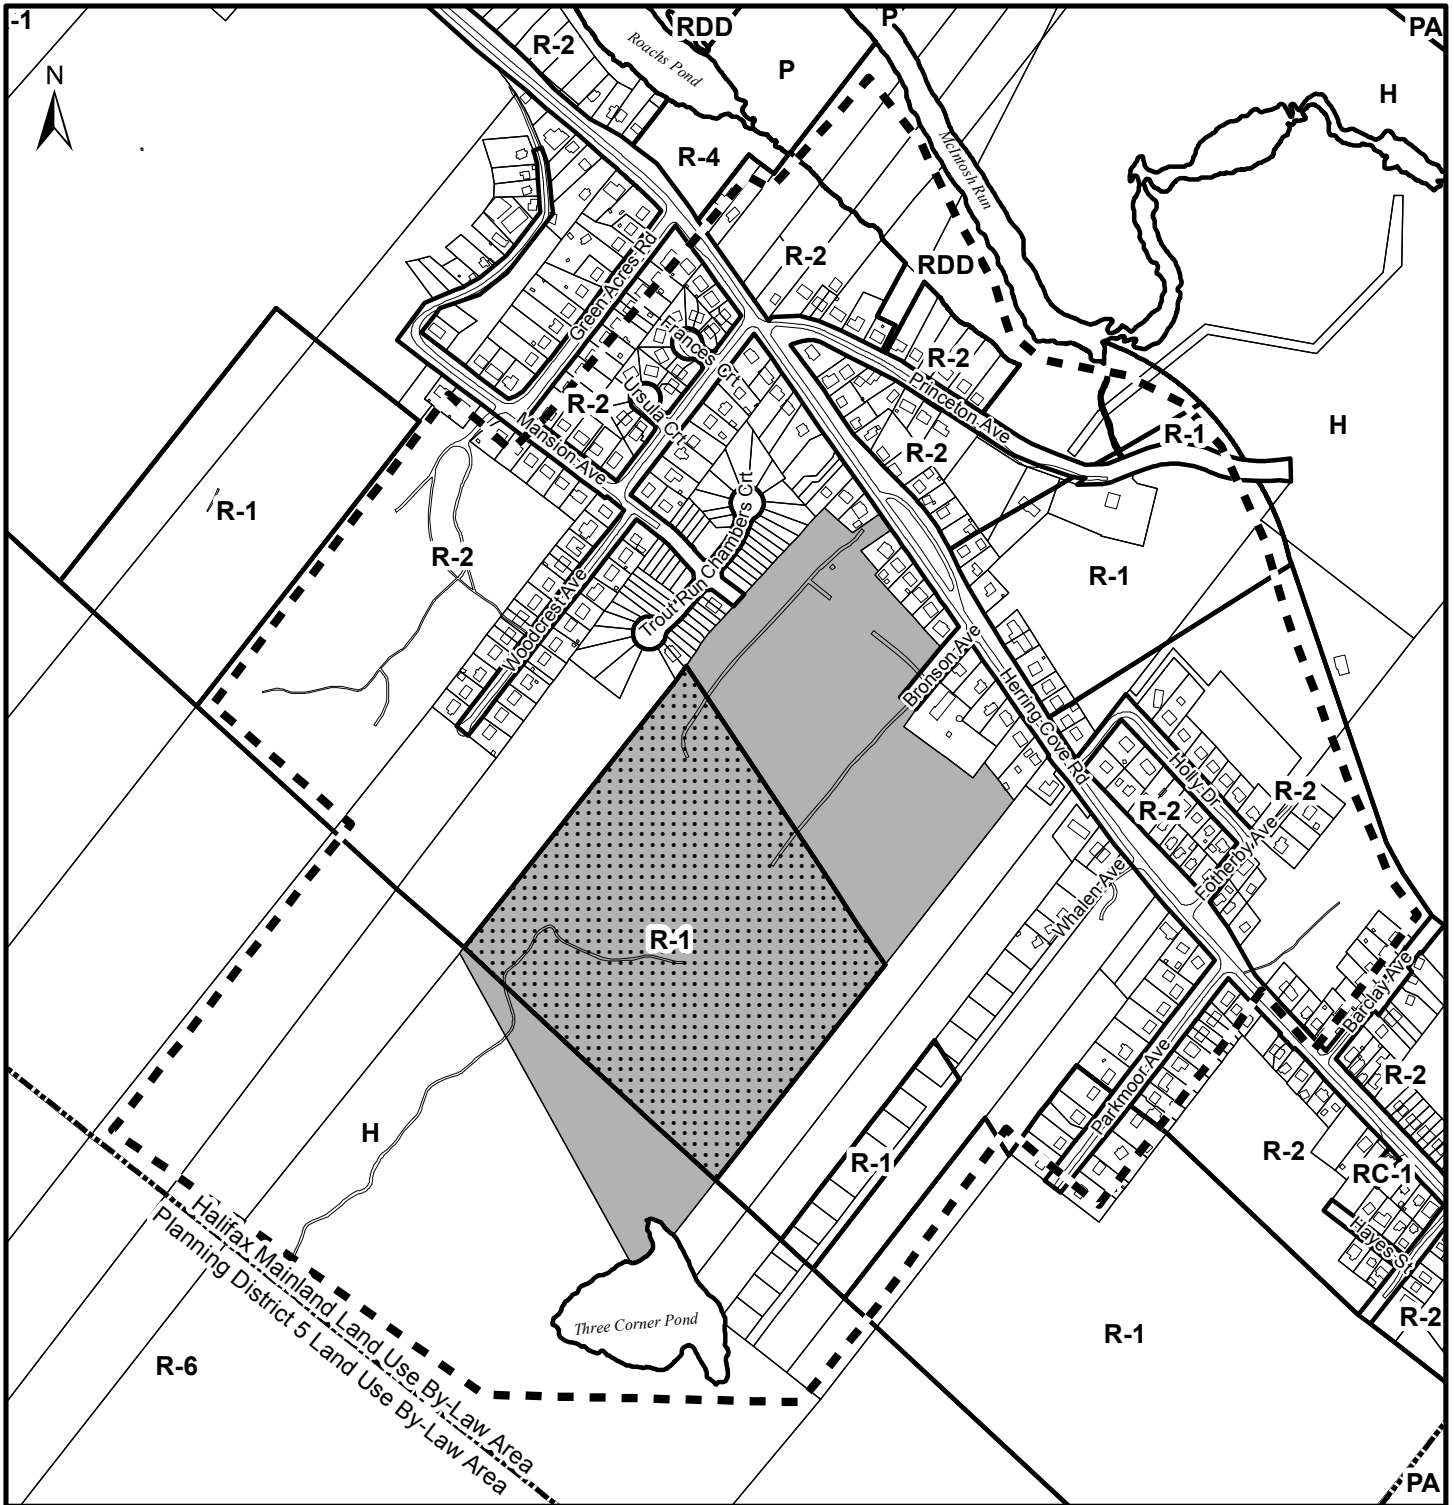 -1
RDD
P
PA
R-2
Roachs Pond
P
N
H
McIntosh Run
R-4
R-2
RDD
Green Acres Rd
Frances Crt
R-2
Ursula Crt
R-2
Princeton Ave
Mansion Ave
R-2
R-1
H
R-1
Chambers Crt
R-2
R-1
Woodcrest Ave
Trout Run
Bronson Ave
Herring Cove Rd
Holly Dr
R-2
R-2
Fotherby Ave
Whalen Ave
R-1
Barclay Ave
Parkmoor Ave
R-2
H
R-1
R-2
RC-1
Hayes St
Halifax Mainland Land Use By-Law Area
Planning District 5 Land Use By-Law Area
Three Corner Pond
R-2
R-1
R-6
PA